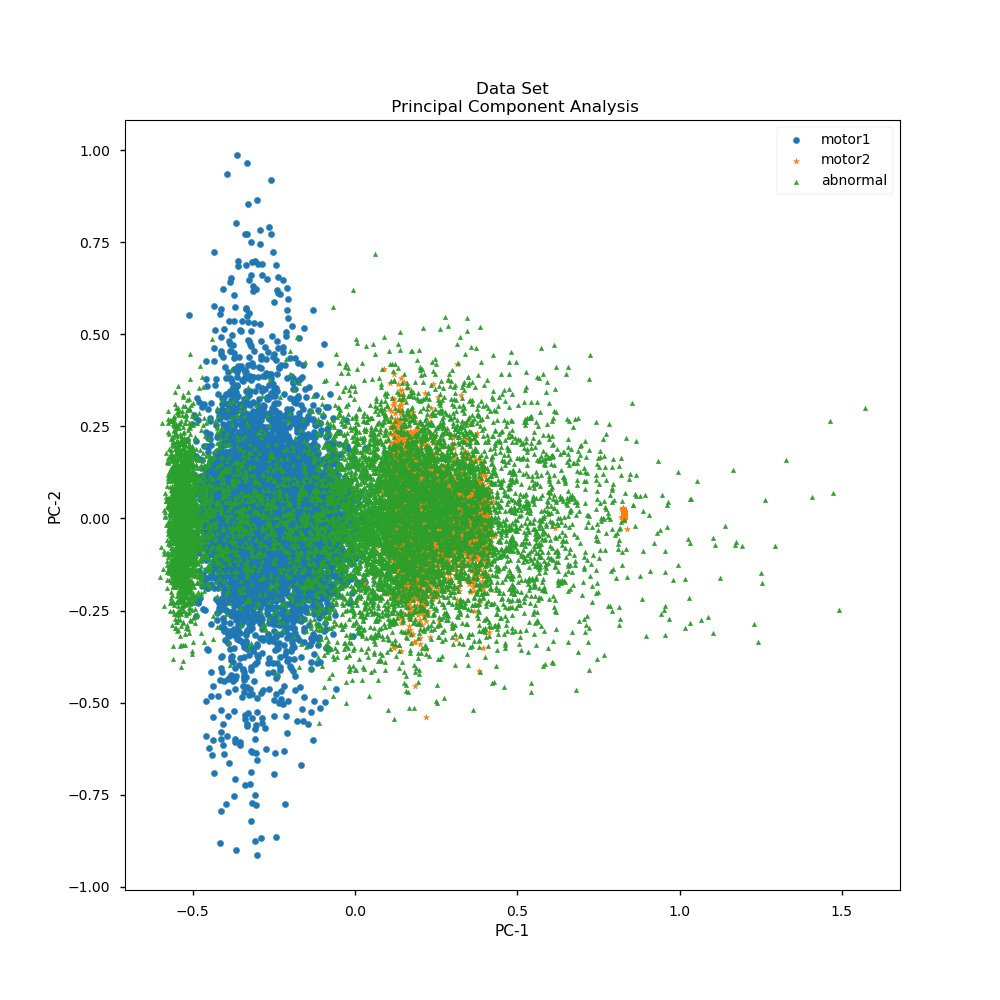 Data Set
Principal Component Analysis
motor1
motor2
abnormal
1.00
0.75
0.50
0.25
0.00
−0.25
−0.50
−0.75
−1.00
PC-2
−0.5
0.0
0.5
1.0
1.5
PC-1